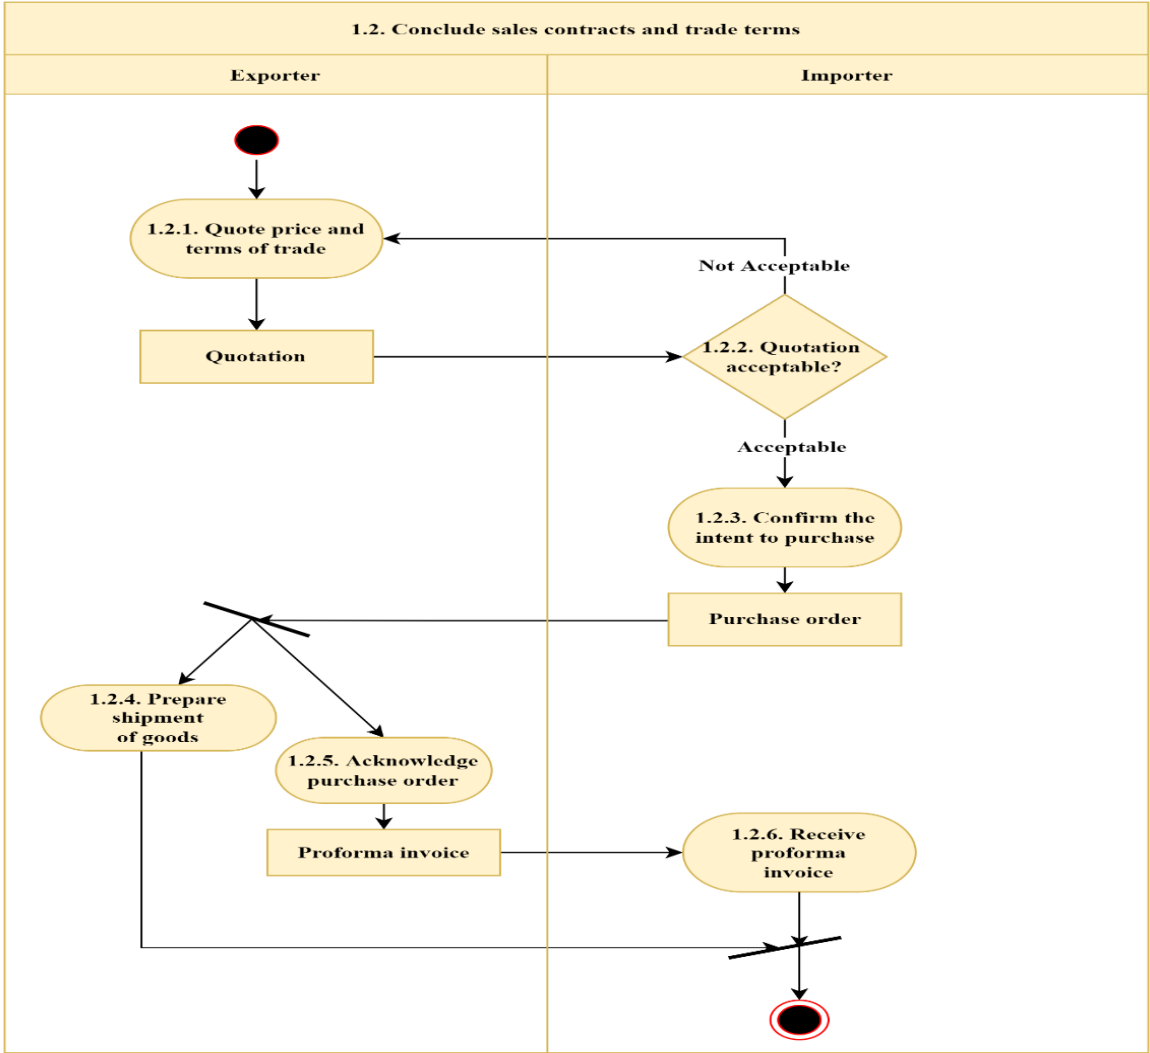 1.2. Conclude sales contracts and trade terms
Exporter
Importer
1.2.1. Quote price and
terms of trade
Not Acceptable
Quotation
1.2.2. Quotation
acceptable?
Acceptable
1.2.3. Confirm the
intent to purchase
Purchase order
1.2.4. Prepare
shipment
of goods
1.2.5. Acknowledge
purchase order
Proforma invoice
1.2.6. Receive
proforma
invoice